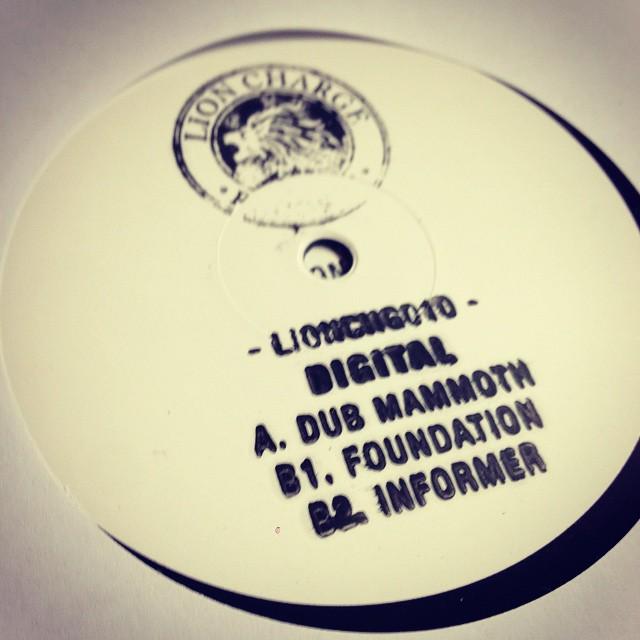 LION CHARGE
- LIONCHG010 -
DIGITAL
A. DUB MAMMOTH
B1. FOUNDATION
B2. INFORMER